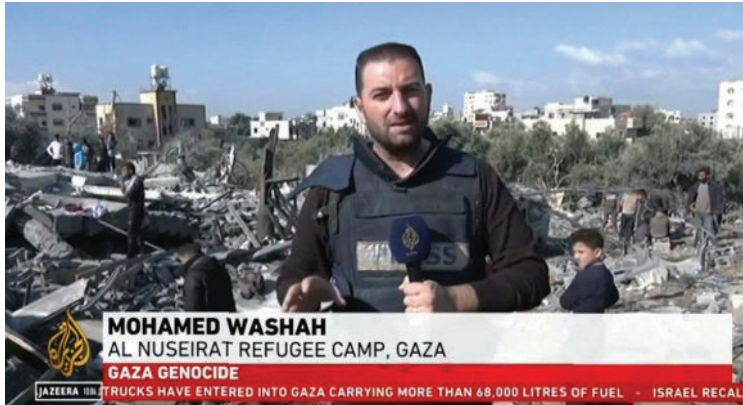 PRESS
MOHAMED WASHAH
AL NUSEIRAT REFUGEE CAMP, GAZA
GAZA GENOCIDE
JAZEERA
TRUCKS HAVE ENTERED INTO GAZA CARRYING MORE THAN 68,000 LITRES OF FUEL - ISRAEL RECAL